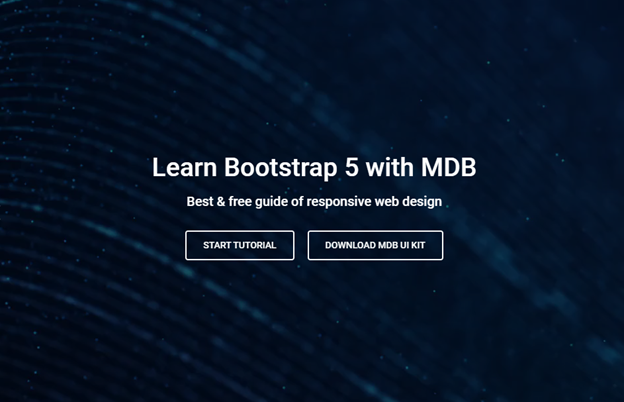 Learn Bootstrap 5 with MDB
Best & free guide of responsive web design
START TUTORIAL
DOWNLOAD MDB UI KIT